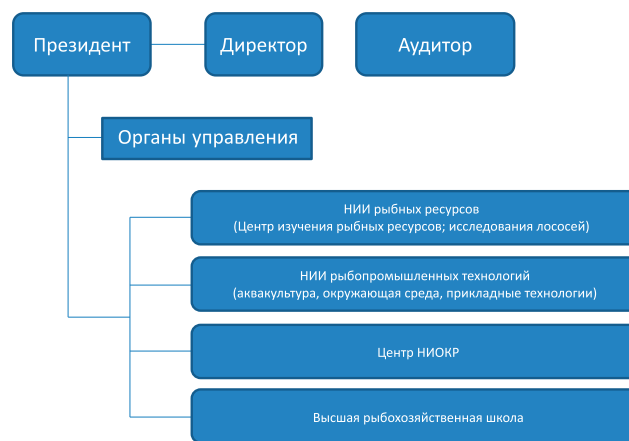 Президент
Директор
Аудитор
Органы управления
НИИ рыбных ресурсов
(Центр изучения рыбных ресурсов; исследования лососей)
НИИ рыбопромышленных технологий
(аквакультура, окружающая среда, прикладные технологии)
Центр НИОКР
Высшая рыбохозяйственная школа